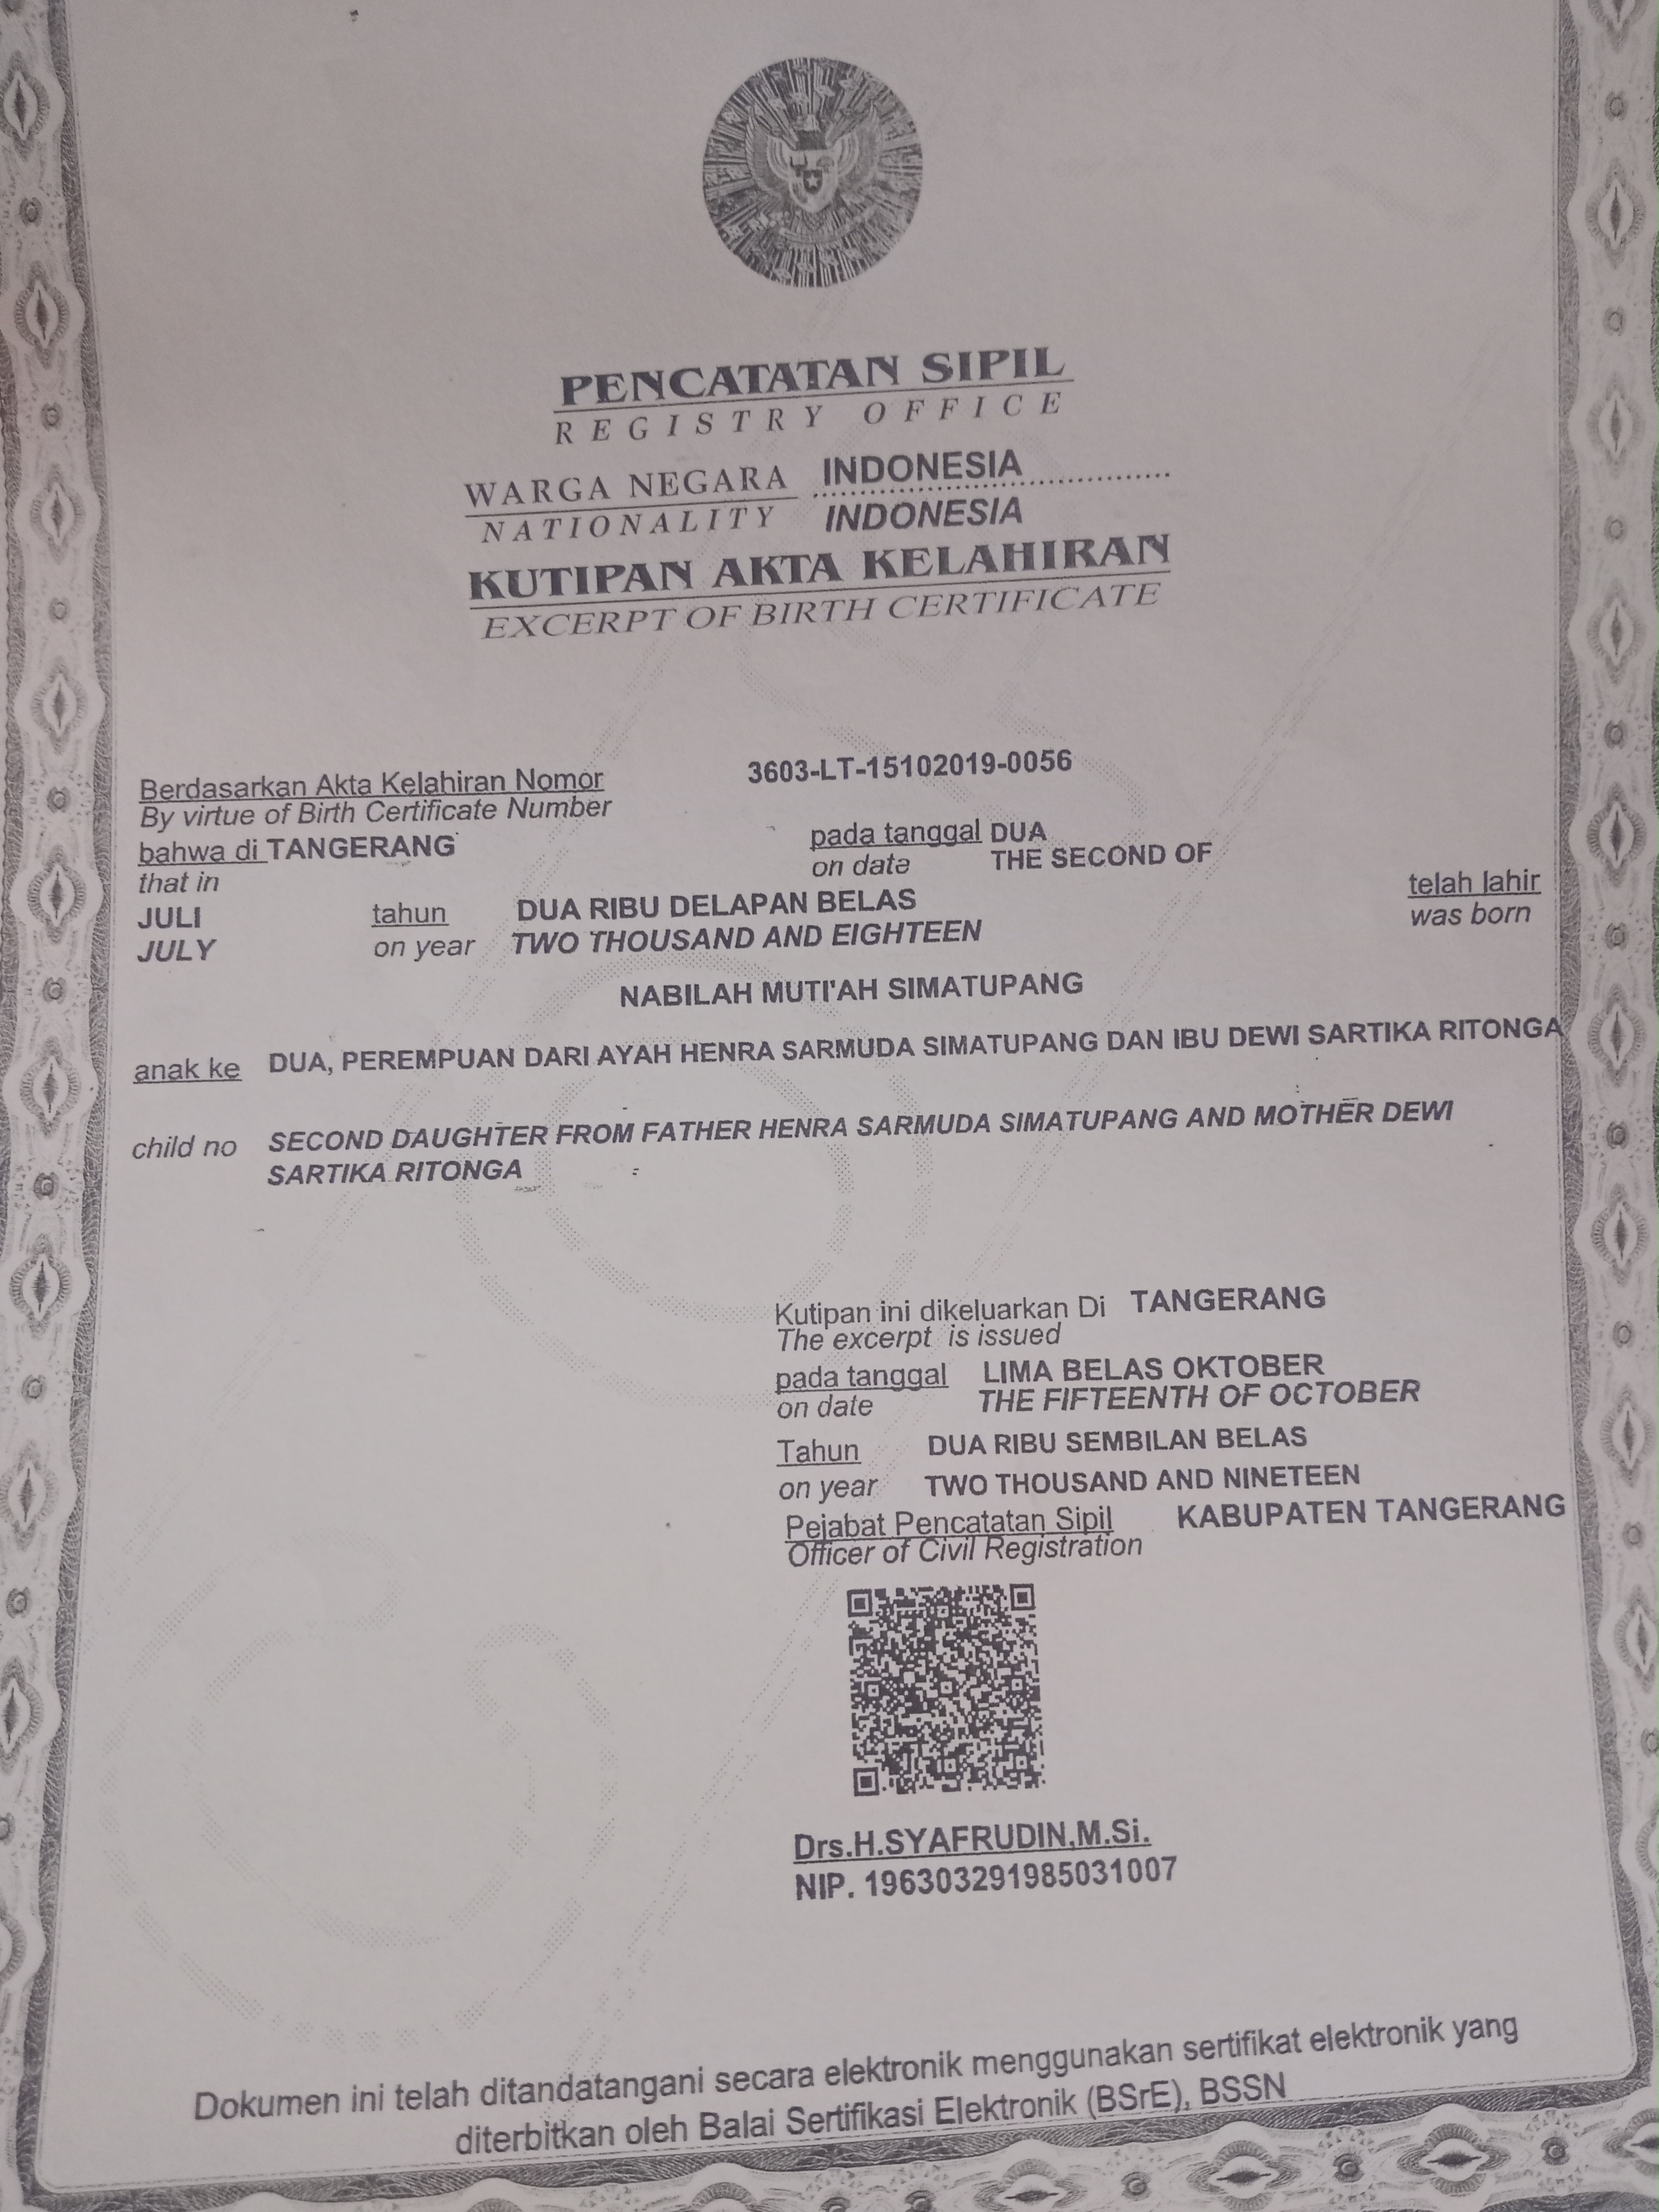 PENCATATAN SIPIL
REGISTRY OFFICE
WARGA NEGARA INDONESIA
NATIONALITY INDONESIA
KUTIPAN AKTA KELAHIRAN
EXCERPT OF BIRTH CERTIFICATE
Berdasarkan Akta Kelahiran Nomor 3603-LT-15102019-0056
By virtue of Birth Certificate Number
bahwa di TANGERANG pada tanggal DUA
that in on date THE SECOND OF
JULI tahun DUA RIBU DELAPAN BELAS telah lahir
JULY on year TWO THOUSAND AND EIGHTEEN was born
NABILAH MUTI'AH SIMATUPANG
anak ke DUA, PEREMPUAN DARI AYAH HENRA SARMUDA SIMATUPANG DAN IBU DEWI SARTIKA RITONGA
child no SECOND DAUGHTER FROM FATHER HENRA SARMUDA SIMATUPANG AND MOTHER DEWI
SARTIKA RITONGA
Kutipan ini dikeluarkan Di TANGERANG
The excerpt is issued
pada tanggal LIMA BELAS OKTOBER
on date THE FIFTEENTH OF OCTOBER
Tahun DUA RIBU SEMBILAN BELAS
on year TWO THOUSAND AND NINETEEN
Pejabat Pencatatan Sipil KABUPATEN TANGERANG
Officer of Civil Registration
Drs.H.SYAFRUDIN,M.Si.
NIP. 196303291985031007
Dokumen ini telah ditandatangani secara elektronik menggunakan sertifikat elektronik yang
diterbitkan oleh Balai Sertifikasi Elektronik (BSrE), BSSN